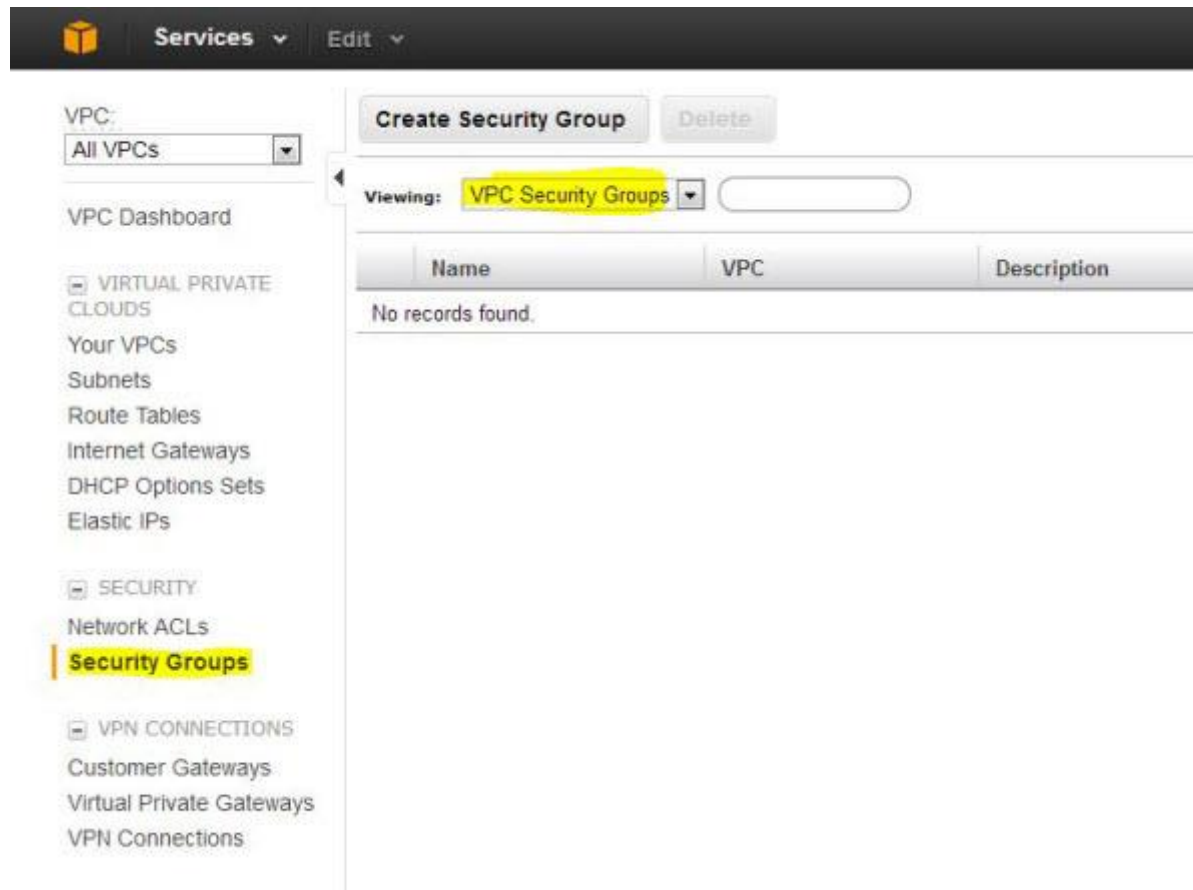 Services Edit
VPC:
All VPCs
VPC Dashboard
VIRTUAL PRIVATE
CLOUDS
Your VPCs
Subnets
Route Tables
Internet Gateways
DHCP Options Sets
Elastic IPs
SECURITY
Network ACLs
Security Groups
VPN CONNECTIONS
Customer Gateways
Virtual Private Gateways
VPN Connections
Create Security Group Delete
Viewing: VPC Security Groups
Name VPC Description
No records found.